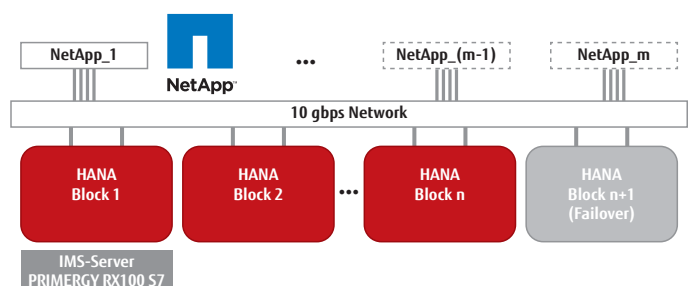 NetApp_1
NetApp™
...
NetApp_(m-1)
NetApp_m
10 gbps Network
HANA
Block 1
HANA
Block 2
...
HANA
Block n
HANA
Block n+1
(Failover)
IMS-Server
PRIMERGY RX100 S7